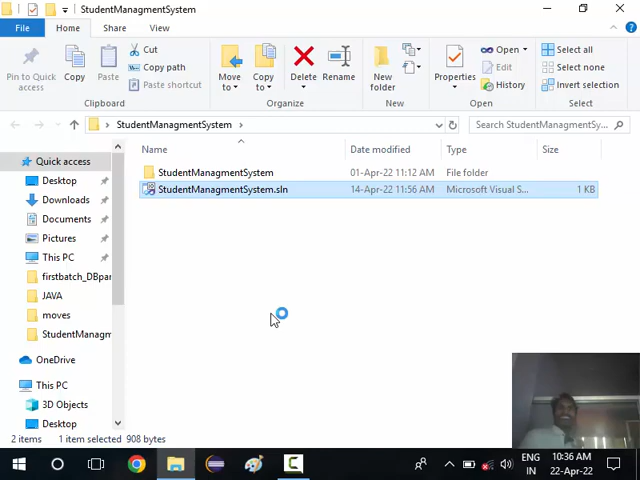 StudentManagmentSystem
File
Home
Share
View
Pin to Quick access
Copy
Paste
Cut
Copy path
Paste shortcut
Clipboard
Move to
Copy to
Delete
Rename
Organize
New folder
New
Properties
Open
Edit
History
Open
Select all
Select none
Invert selection
Select
StudentManagmentSystem
Search StudentManagmentSy...
Name
Date modified
Type
Size
Quick access
StudentManagmentSystem
01-Apr-22 11:12 AM
File folder
Desktop
StudentManagmentSystem.sln
14-Apr-22 11:56 AM
Microsoft Visual S...
1 KB
Downloads
Documents
Pictures
This PC
firstbatch_DBpar
JAVA
moves
StudentManagm
OneDrive
This PC
3D Objects
Desktop
2 items
1 item selected
908 bytes
ENG
IN
10:36 AM
22-Apr-22